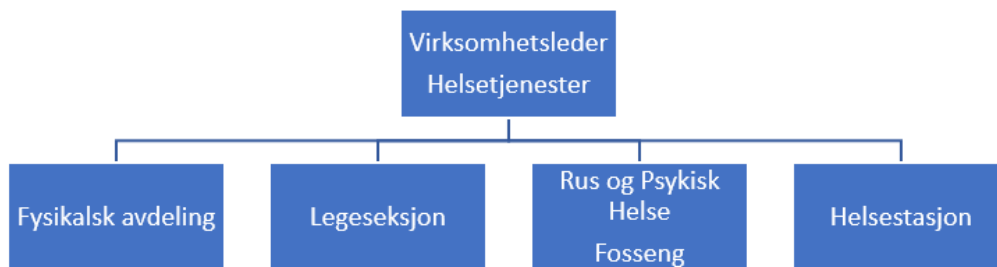 Virksomhetsleder
Helsetjenester
Fysikalsk avdeling
Legeseksjon
Rus og Psykisk
Helse
Fosseng
Helsestasjon